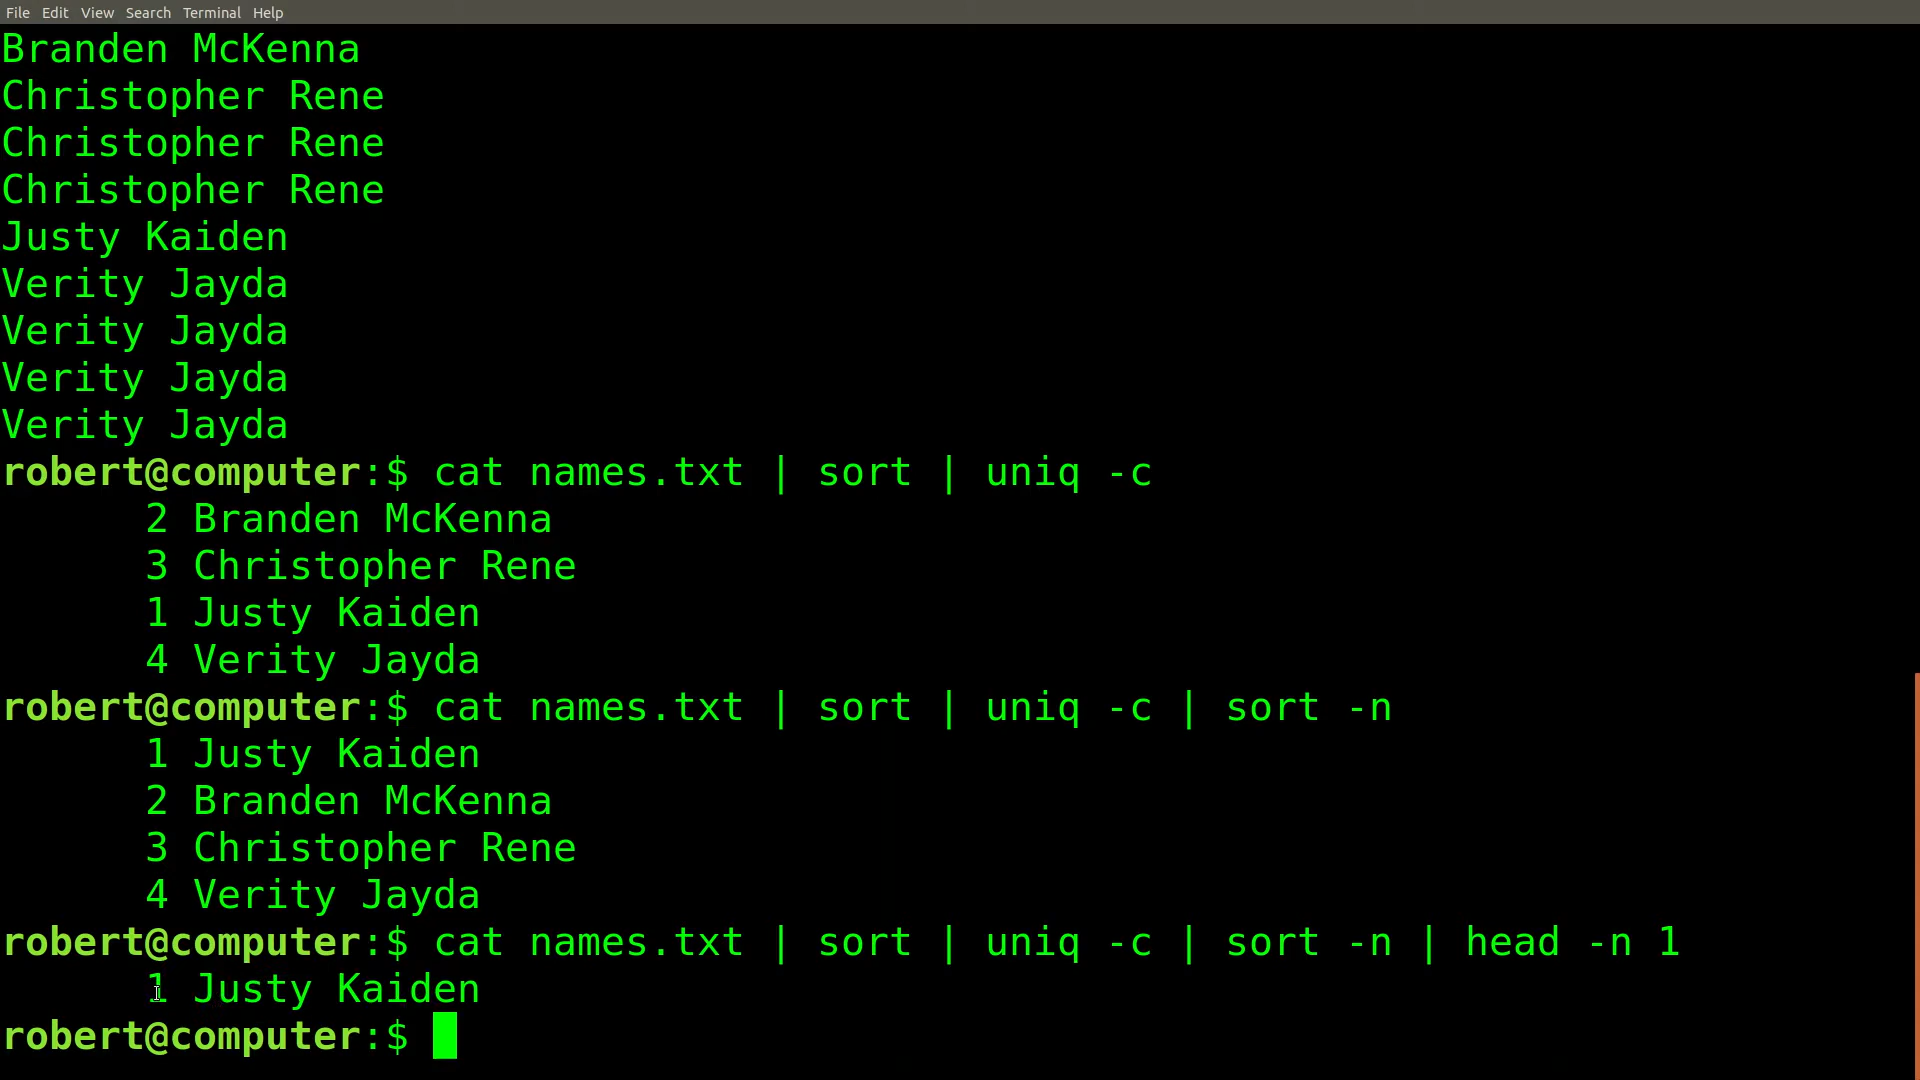 File Edit View Search Terminal Help
Branden McKenna
Christopher Rene
Christopher Rene
Christopher Rene
Justy Kaiden
Verity Jayda
Verity Jayda
Verity Jayda
Verity Jayda
robert@computer:$ cat names.txt | sort | uniq -c
2 Branden McKenna
3 Christopher Rene
1 Justy Kaiden
4 Verity Jayda
robert@computer:$ cat names.txt | sort | uniq -c | sort -n
1 Justy Kaiden
2 Branden McKenna
3 Christopher Rene
4 Verity Jayda
robert@computer:$ cat names.txt | sort | uniq -c | sort -n | head -n 1
1 Justy Kaiden
robert@computer:$